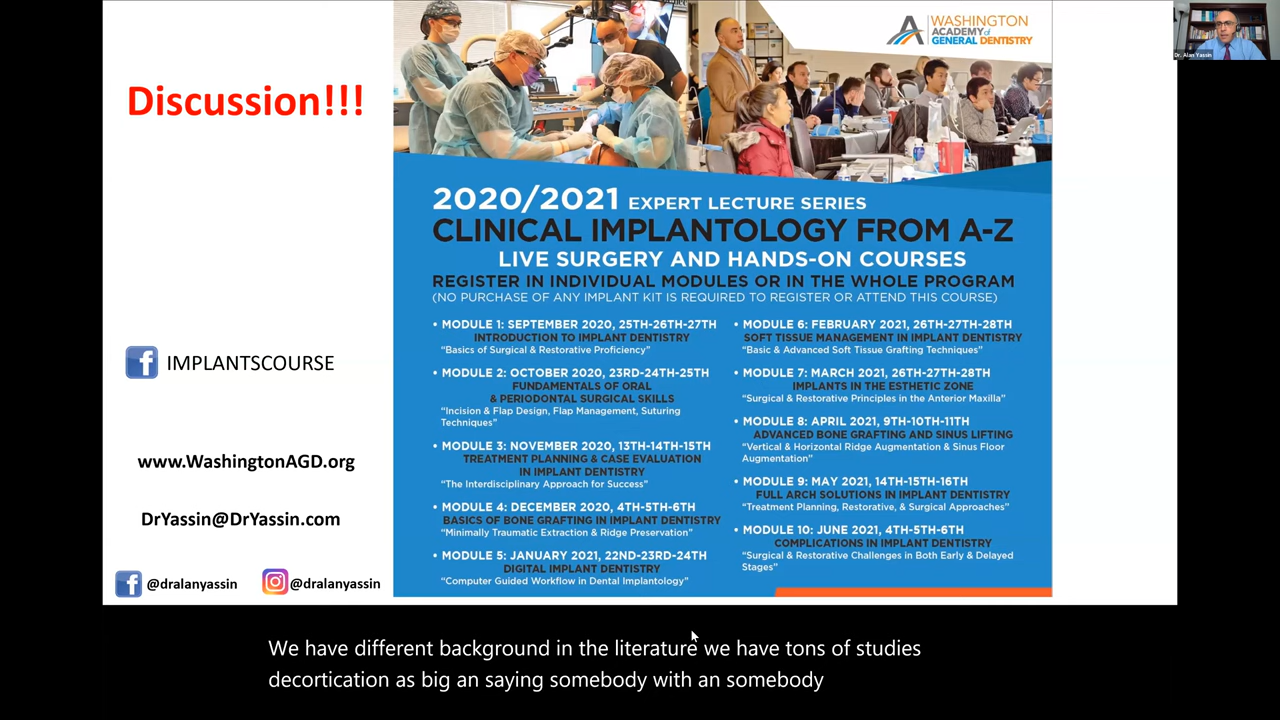 Discussion!!!
IMPLANTSCOURSE
www.WashingtonAGD.org
DrYassin@DrYassin.com
@dralanyassin
@dralanyassin
WASHINGTON
ACADEMY of
GENERAL DENTISTRY
2020/2021 EXPERT LECTURE SERIES
CLINICAL IMPLANTOLOGY FROM A-Z
LIVE SURGERY AND HANDS-ON COURSES
REGISTER IN INDIVIDUAL MODULES OR IN THE WHOLE PROGRAM
(NO PURCHASE OF ANY IMPLANT KIT IS REQUIRED TO REGISTER OR ATTEND THIS COURSE)
• MODULE 1: SEPTEMBER 2020, 25TH-26TH-27TH
INTRODUCTION TO IMPLANT DENTISTRY
“Basics of Surgical & Restorative Proficiency”
• MODULE 2: OCTOBER 2020, 23RD-24TH-25TH
FUNDAMENTALS OF ORAL
& PERIODONTAL SURGICAL SKILLS
“Incision & Flap Design, Flap Management, Suturing
Techniques”
• MODULE 3: NOVEMBER 2020, 13TH-14TH-15TH
TREATMENT PLANNING & CASE EVALUATION
IN IMPLANT DENTISTRY
“The Interdisciplinary Approach for Success”
• MODULE 4: DECEMBER 2020, 4TH-5TH-6TH
BASICS OF BONE GRAFTING IN IMPLANT DENTISTRY
“Minimally Traumatic Extraction & Ridge Preservation”
• MODULE 5: JANUARY 2021, 22ND-23RD-24TH
DIGITAL IMPLANT DENTISTRY
“Computer Guided Workflow in Dental Implantology”
• MODULE 6: FEBRUARY 2021, 26TH-27TH-28TH
SOFT TISSUE MANAGEMENT IN IMPLANT DENTISTRY
“Basic & Advanced Soft Tissue Grafting Techniques”
• MODULE 7: MARCH 2021, 26TH-27TH-28TH
IMPLANTS IN THE ESTHETIC ZONE
“Surgical & Restorative Principles in the Anterior Maxilla”
• MODULE 8: APRIL 2021, 9TH-10TH-11TH
ADVANCED BONE GRAFTING AND SINUS LIFTING
“Vertical & Horizontal Ridge Augmentation & Sinus Floor
Augmentation”
• MODULE 9: MAY 2021, 14TH-15TH-16TH
FULL ARCH SOLUTIONS IN IMPLANT DENTISTRY
“Treatment Planning, Restorative, & Surgical Approaches”
• MODULE 10: JUNE 2021, 4TH-5TH-6TH
COMPLICATIONS IN IMPLANT DENTISTRY
“Surgical & Restorative Challenges in Both Early & Delayed
Stages”
Dr. Alan Yassin
We have different background in the literature we have tons of studies
decortication as big an saying somebody with an somebody